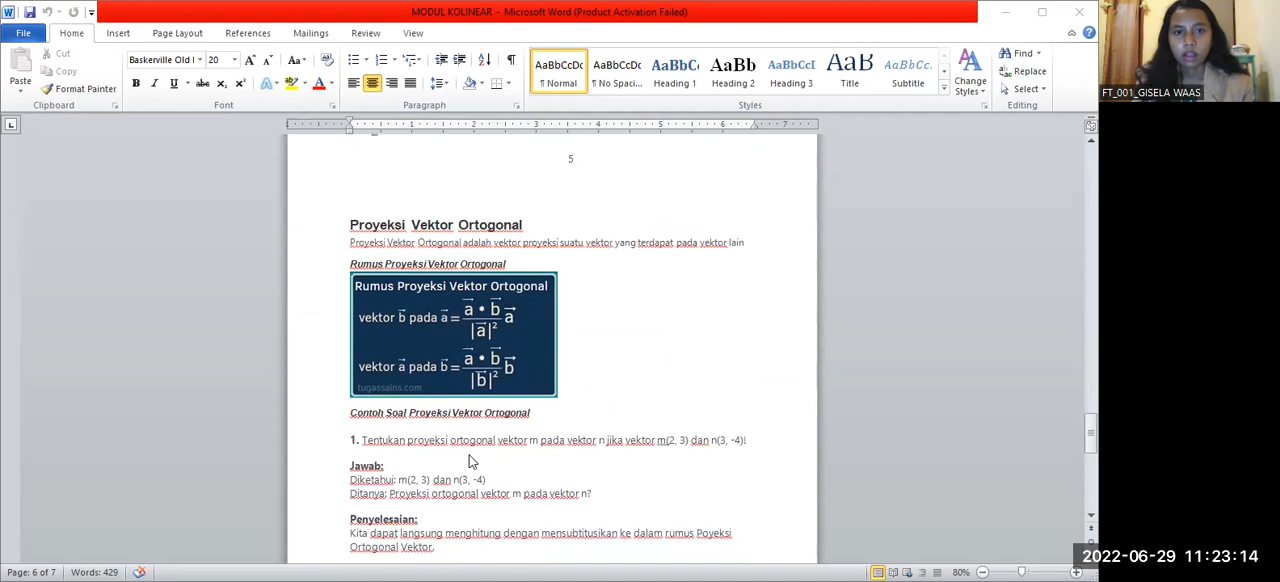 MODUL KOLINEAR - Microsoft Word (Product Activation Failed)
File Home Insert Page Layout References Mailings Review View
Paste
Cut
Copy
Format Painter
Clipboard
Baskerville Old 20
Font
Paragraph
AaBbCcDc AaBbCcDc AaBbCc AaBb AaBbCcI AaB AaBbCc.
¶ Normal ¶ No Spaci... Heading 1 Heading 2 Heading 3 Title Subtitle
Change Styles
Styles
Find
Replace
Select
Editing
FT_001_GISELA WAAS
5
Proyeksi Vektor Ortogonal
Proyeksi Vektor Ortogonal adalah vektor proyeksi suatu vektor yang terdapat pada vektor lain
Rumus Proyeksi Vektor Ortogonal
Rumus Proyeksi Vektor Ortogonal
vektor b⃗ pada a⃗ = a⃗ • b⃗ / |a⃗|² a⃗
vektor a⃗ pada b⃗ = a⃗ • b⃗ / |b⃗|² b⃗
tugassains.com
Contoh Soal Proyeksi Vektor Ortogonal
1. Tentukan proyeksi ortogonal vektor m pada vektor n jika vektor m(2, 3) dan n(3, -4)!
Jawab:
Diketahui: m(2, 3) dan n(3, -4)
Ditanya: Proyeksi ortogonal vektor m pada vektor n?
Penyelesaian:
Kita dapat langsung menghitung dengan mensubtitusikan ke dalam rumus Poyeksi
Ortogonal Vektor.
2022-06-29 11:23:14
Page: 6 of 7 Words: 429 80%